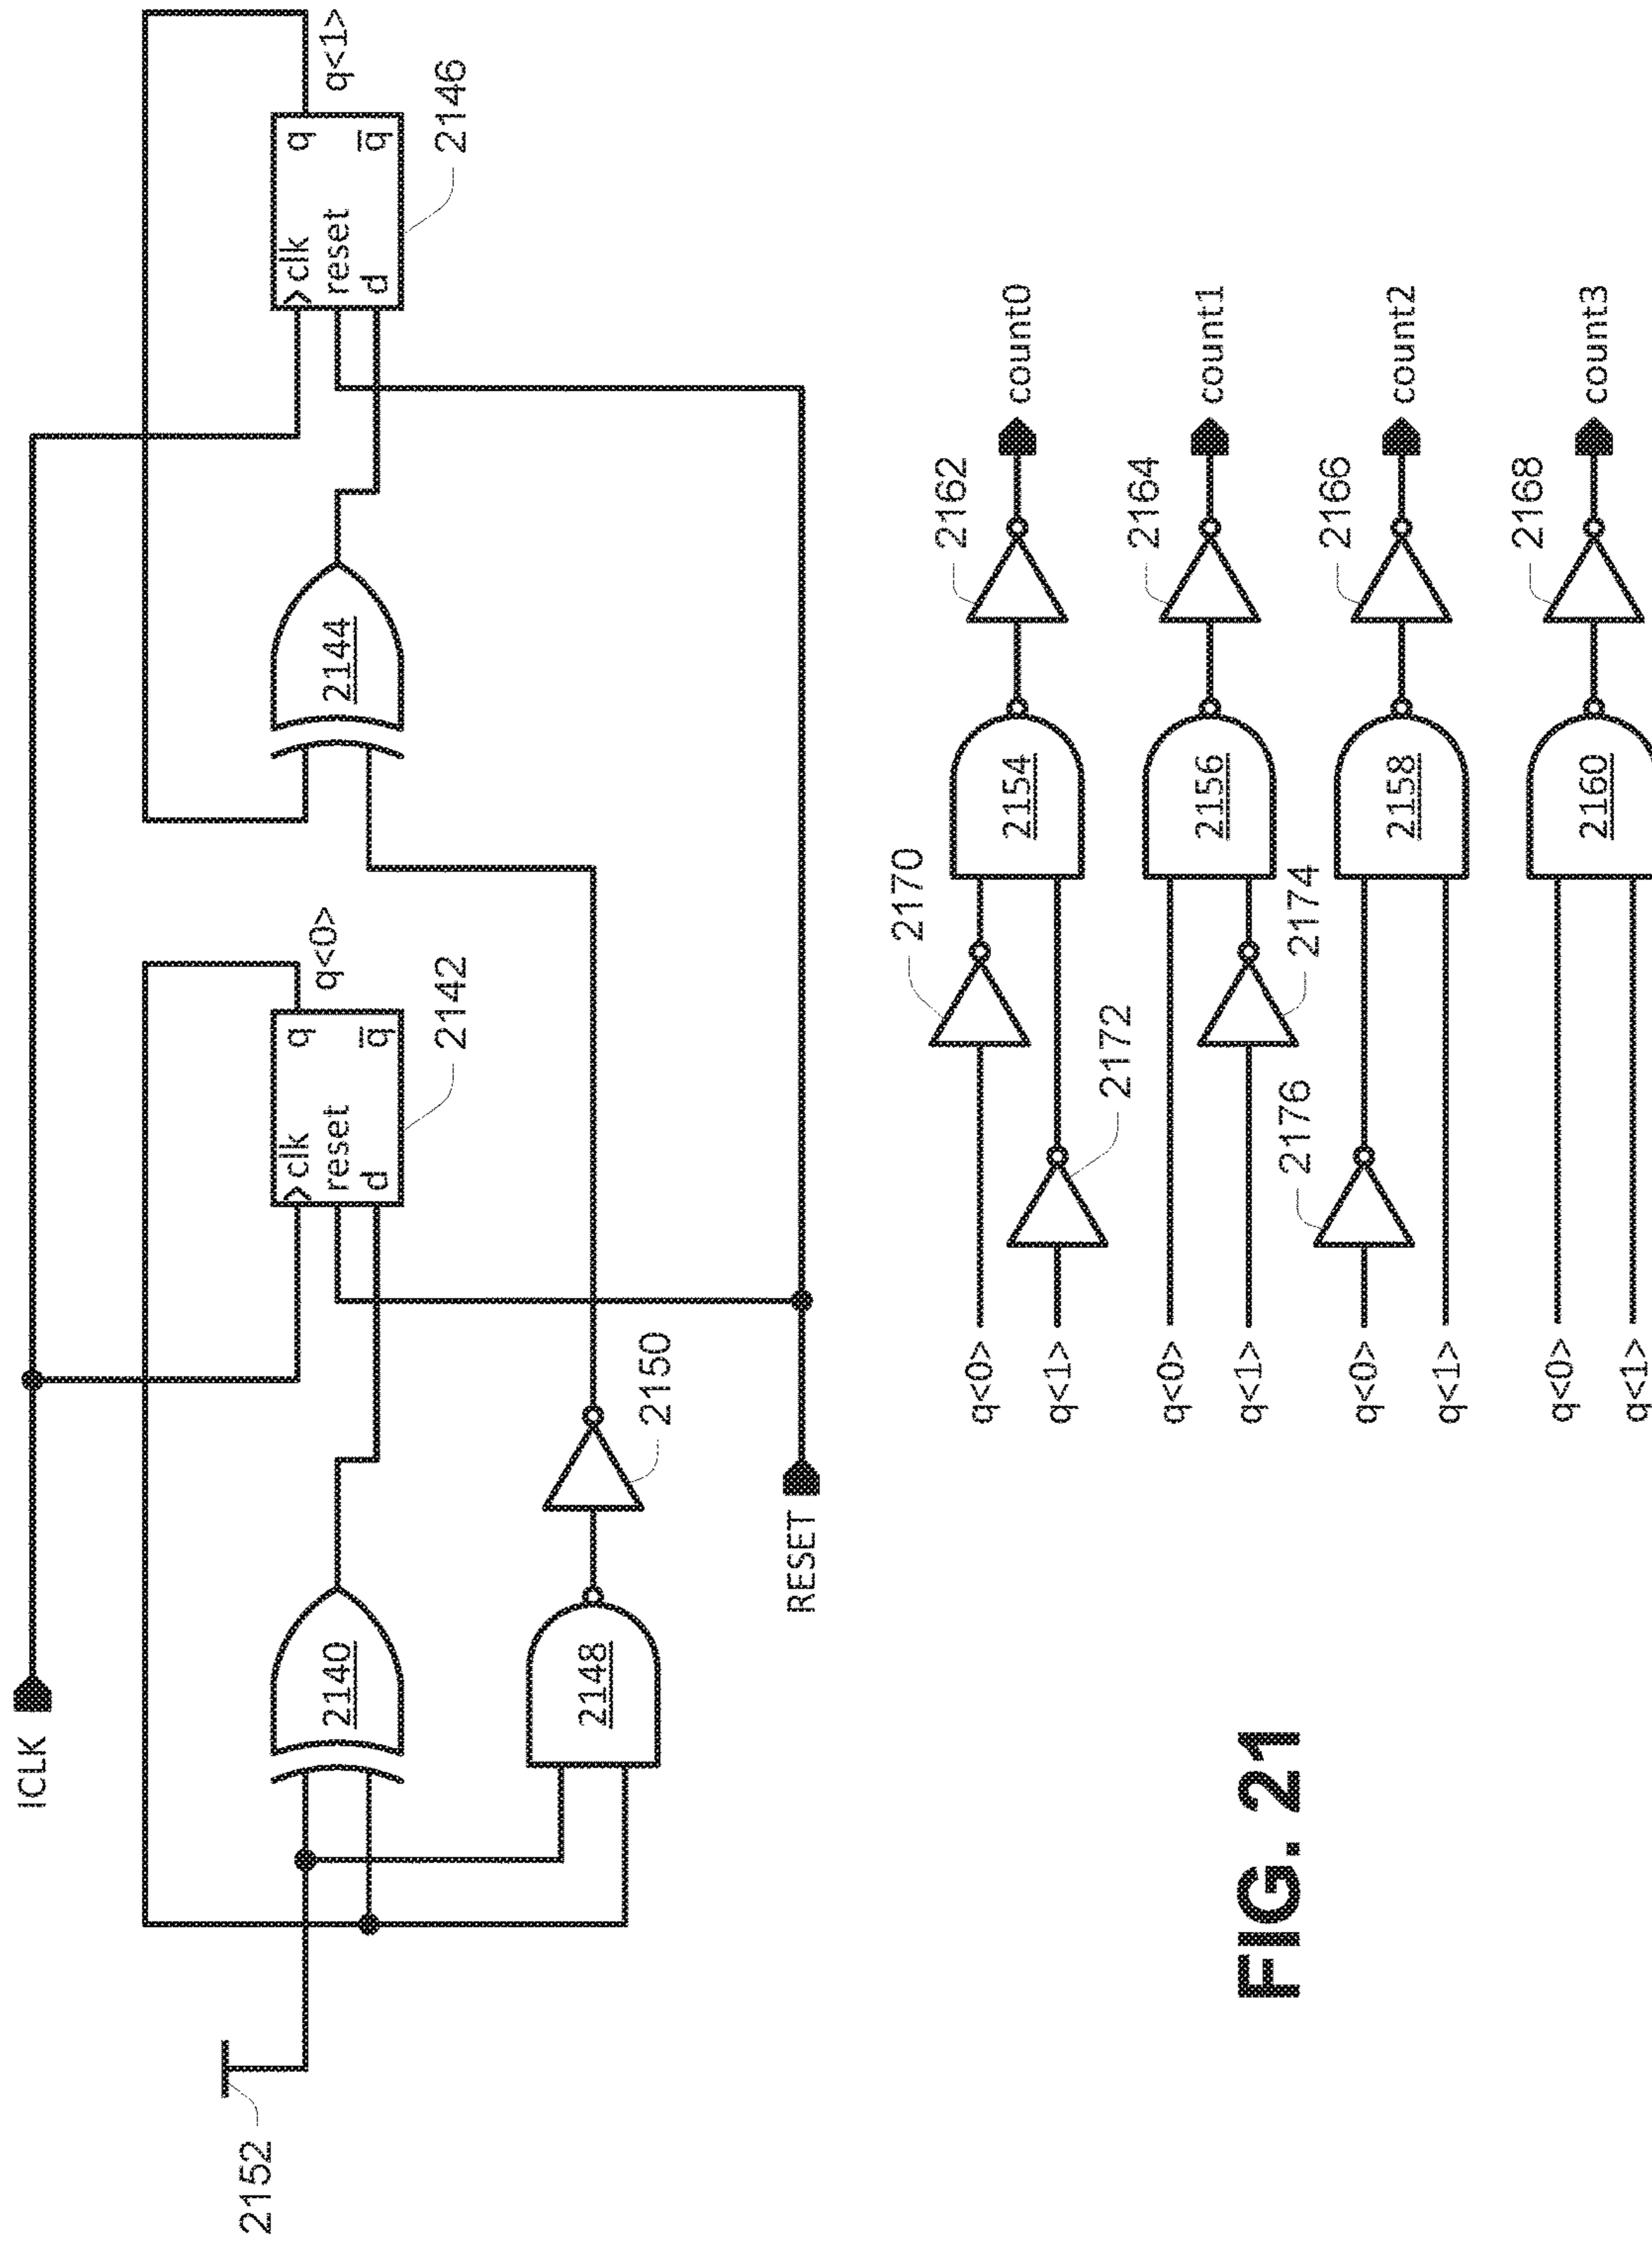 ICLK
q<1>
q
clk
reset
d
q
2146
2144
q<0>
q
clk
reset
d
q
2142
2140
2148
2150
RESET
2152
q<0>
q<1>
2170
2172
2154
2162
count0
q<0>
q<1>
2174
2156
2164
count1
q<0>
q<1>
2176
2158
2166
count2
q<0>
q<1>
2160
2168
count3
FIG. 21